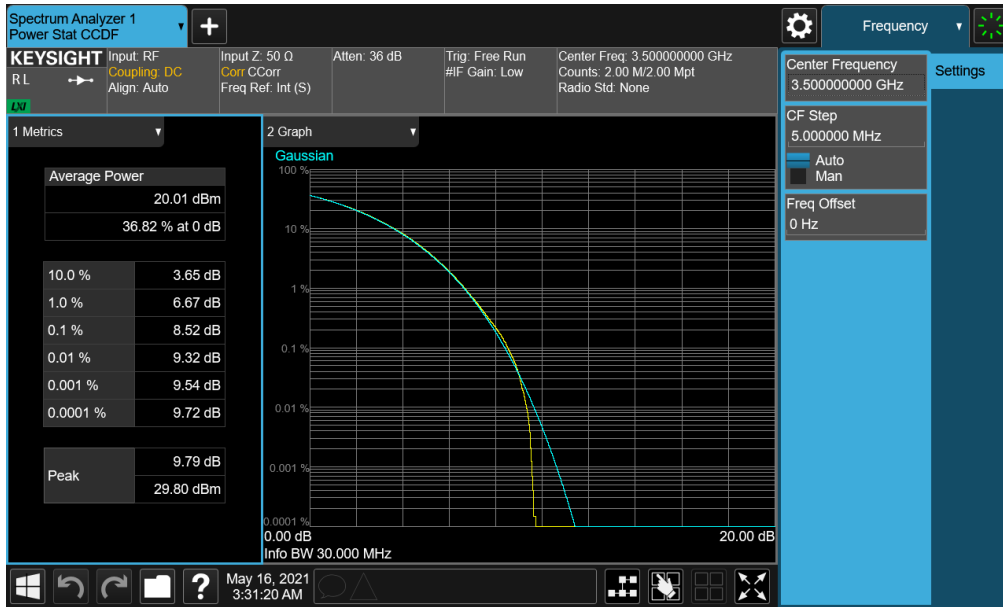 Spectrum Analyzer 1
Power Stat CCDF
+
Frequency
KEYSIGHT
R L
LXI
Input: RF
Coupling: DC
Align: Auto
Input Z: 50 Ω
Corr CCorr
Freq Ref: Int (S)
Atten: 36 dB
Trig: Free Run
#IF Gain: Low
Center Freq: 3.500000000 GHz
Counts: 2.00 M/2.00 Mpt
Radio Std: None
Center Frequency
3.500000000 GHz
Settings
CF Step
5.000000 MHz
Auto
Man
Freq Offset
0 Hz
1 Metrics
Average Power
20.01 dBm
36.82 % at 0 dB
10.0 % 3.65 dB
1.0 % 6.67 dB
0.1 % 8.52 dB
0.01 % 9.32 dB
0.001 % 9.54 dB
0.0001 % 9.72 dB
Peak
9.79 dB
29.80 dBm
2 Graph
Gaussian
100 %
10 %
1 %
0.1 %
0.01 %
0.001 %
0.0001 %
0.00 dB 20.00 dB
Info BW 30.000 MHz
?
May 16, 2021
3:31:20 AM